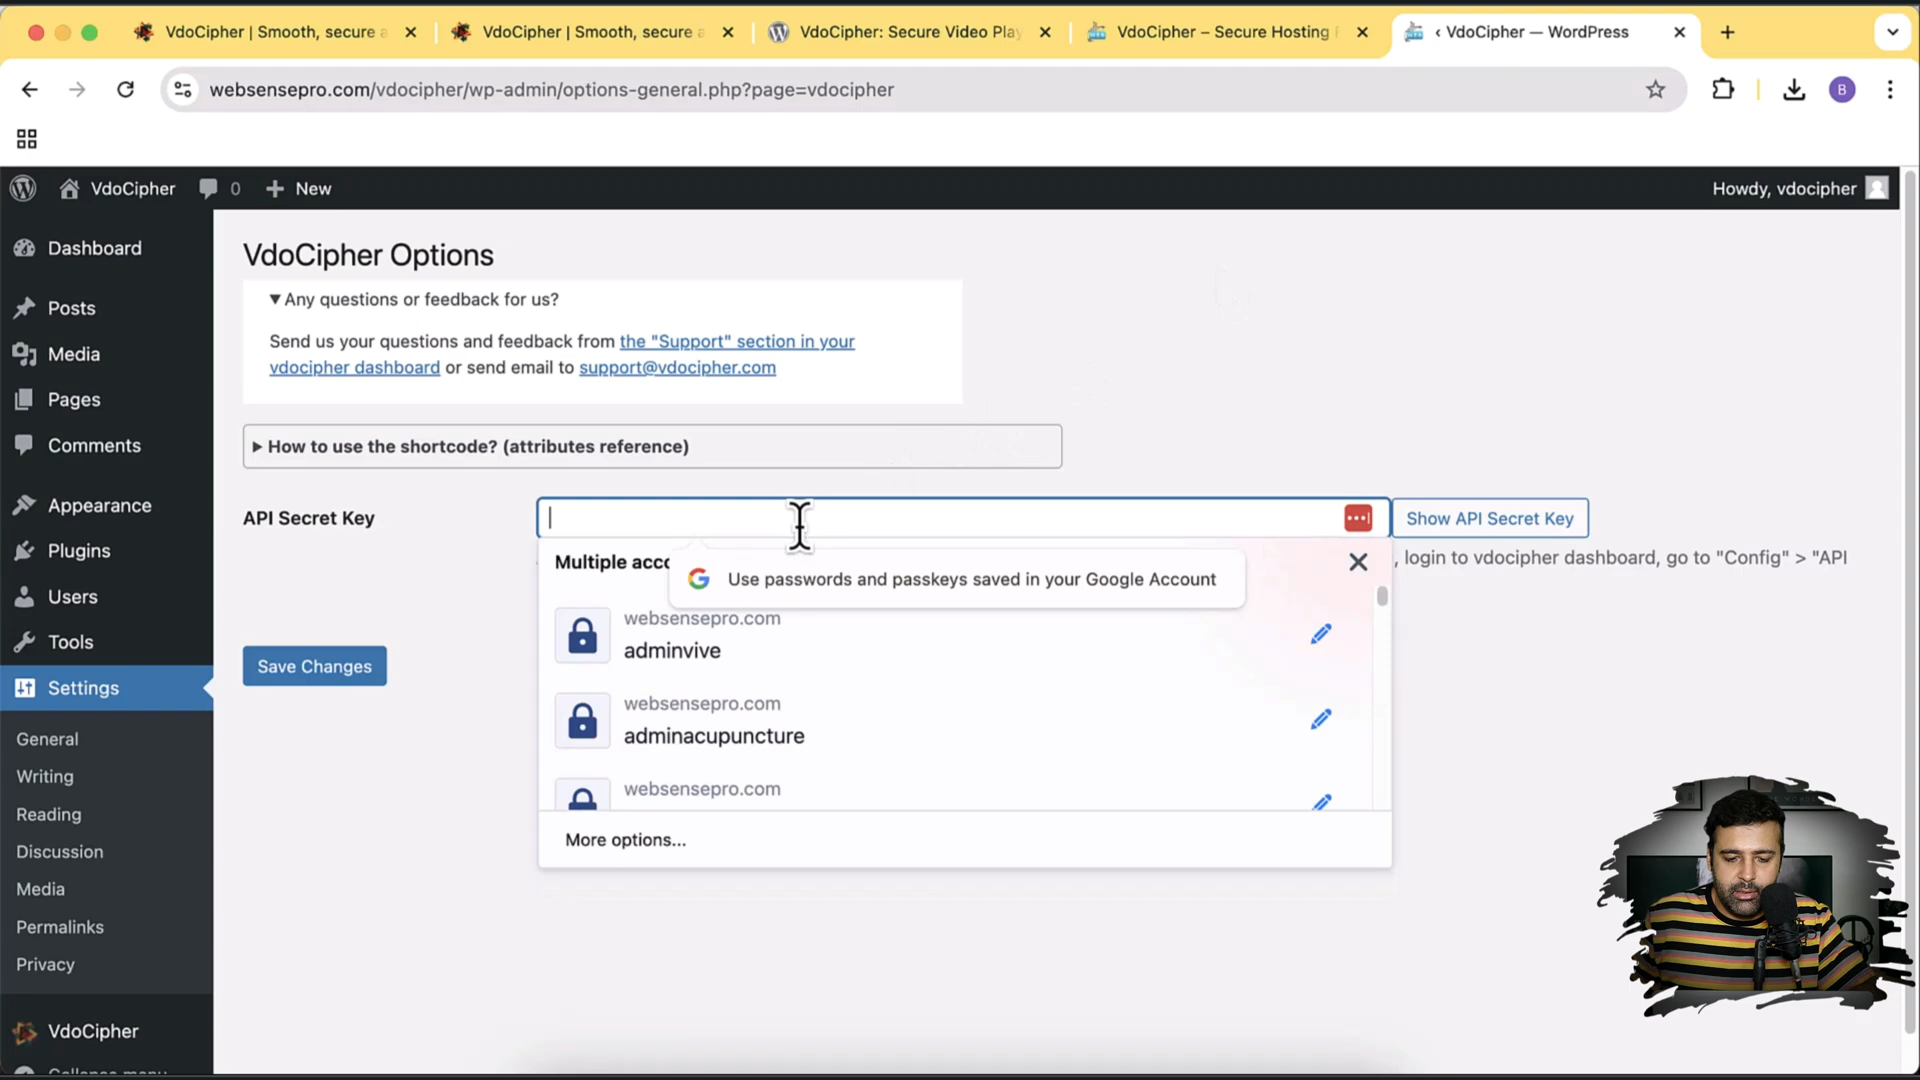 VdoCipher | Smooth, secure a
VdoCipher | Smooth, secure a
VdoCipher: Secure Video Play
VdoCipher – Secure Hosting F
‹ VdoCipher — WordPress
websensepro.com/vdocipher/wp-admin/options-general.php?page=vdocipher
B
VdoCipher
0
New
Howdy, vdocipher
Dashboard
Posts
Media
Pages
Comments
Appearance
Plugins
Users
Tools
Settings
General
Writing
Reading
Discussion
Media
Permalinks
Privacy
VdoCipher
Collapse menu
VdoCipher Options
Any questions or feedback for us?
Send us your questions and feedback from the "Support" section in your
vdocipher dashboard or send email to support@vdocipher.com
How to use the shortcode? (attributes reference)
API Secret Key
Show API Secret Key
, login to vdocipher dashboard, go to "Config" > "API
Multiple acco
Use passwords and passkeys saved in your Google Account
websensepro.com
adminvive
websensepro.com
adminacupuncture
websensepro.com
More options...
Save Changes